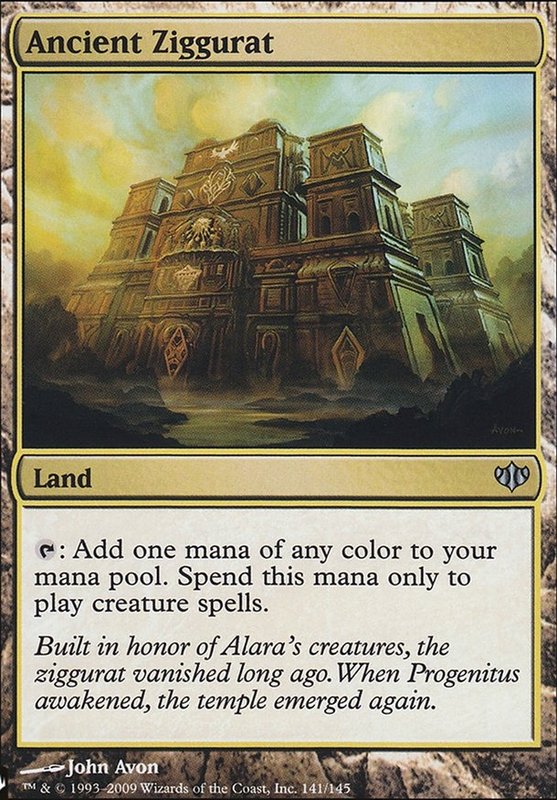 Ancient Ziggurat
AVON
Land
: Add one mana of any color to your
mana pool. Spend this mana only to
play creature spells.
Built in honor of Alara's creatures, the
ziggurat vanished long ago. When Progenitus
awakened, the temple emerged again.
John Avon
™ & © 1993–2009 Wizards of the Coast, Inc. 141/145